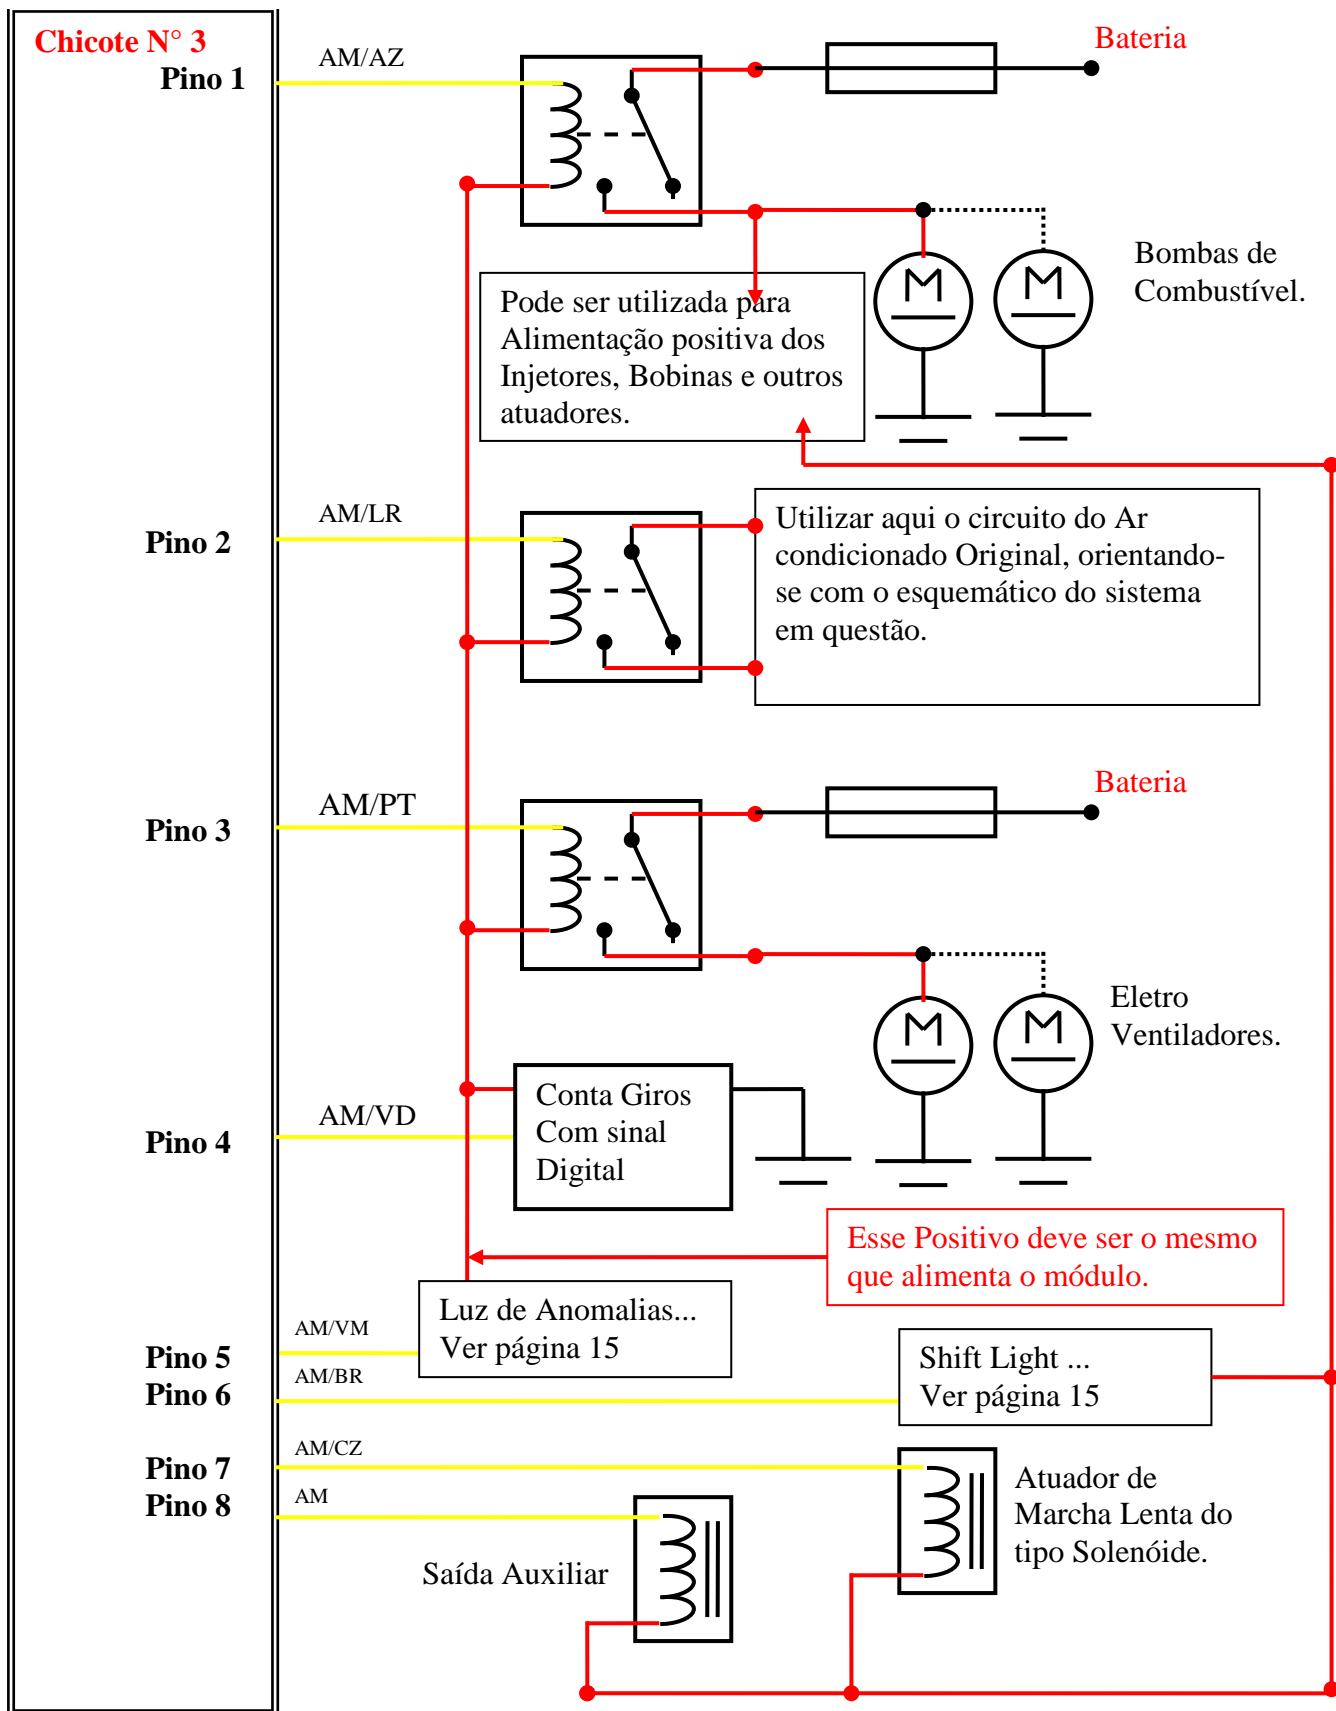 Chicote N° 3
Pino 1
AM/AZ
Bateria
Bombas de
Combustível.
Pode ser utilizada para
Alimentação positiva dos
Injetores, Bobinas e outros
atuadores.
Pino 2
AM/LR
Utilizar aqui o circuito do Ar
condicionado Original, orientando-
se com o esquemático do sistema
em questão.
Pino 3
AM/PT
Bateria
Eletro
Ventiladores.
Pino 4
AM/VD
Conta Giros
Com sinal
Digital
Esse Positivo deve ser o mesmo
que alimenta o módulo.
Luz de Anomalias...
Ver página 15
Pino 5
AM/VM
Pino 6
AM/BR
Shift Light ...
Ver página 15
Pino 7
AM/CZ
Pino 8
AM
Atuador de
Marcha Lenta do
tipo Solenóide.
Saída Auxiliar
M
M
M
M